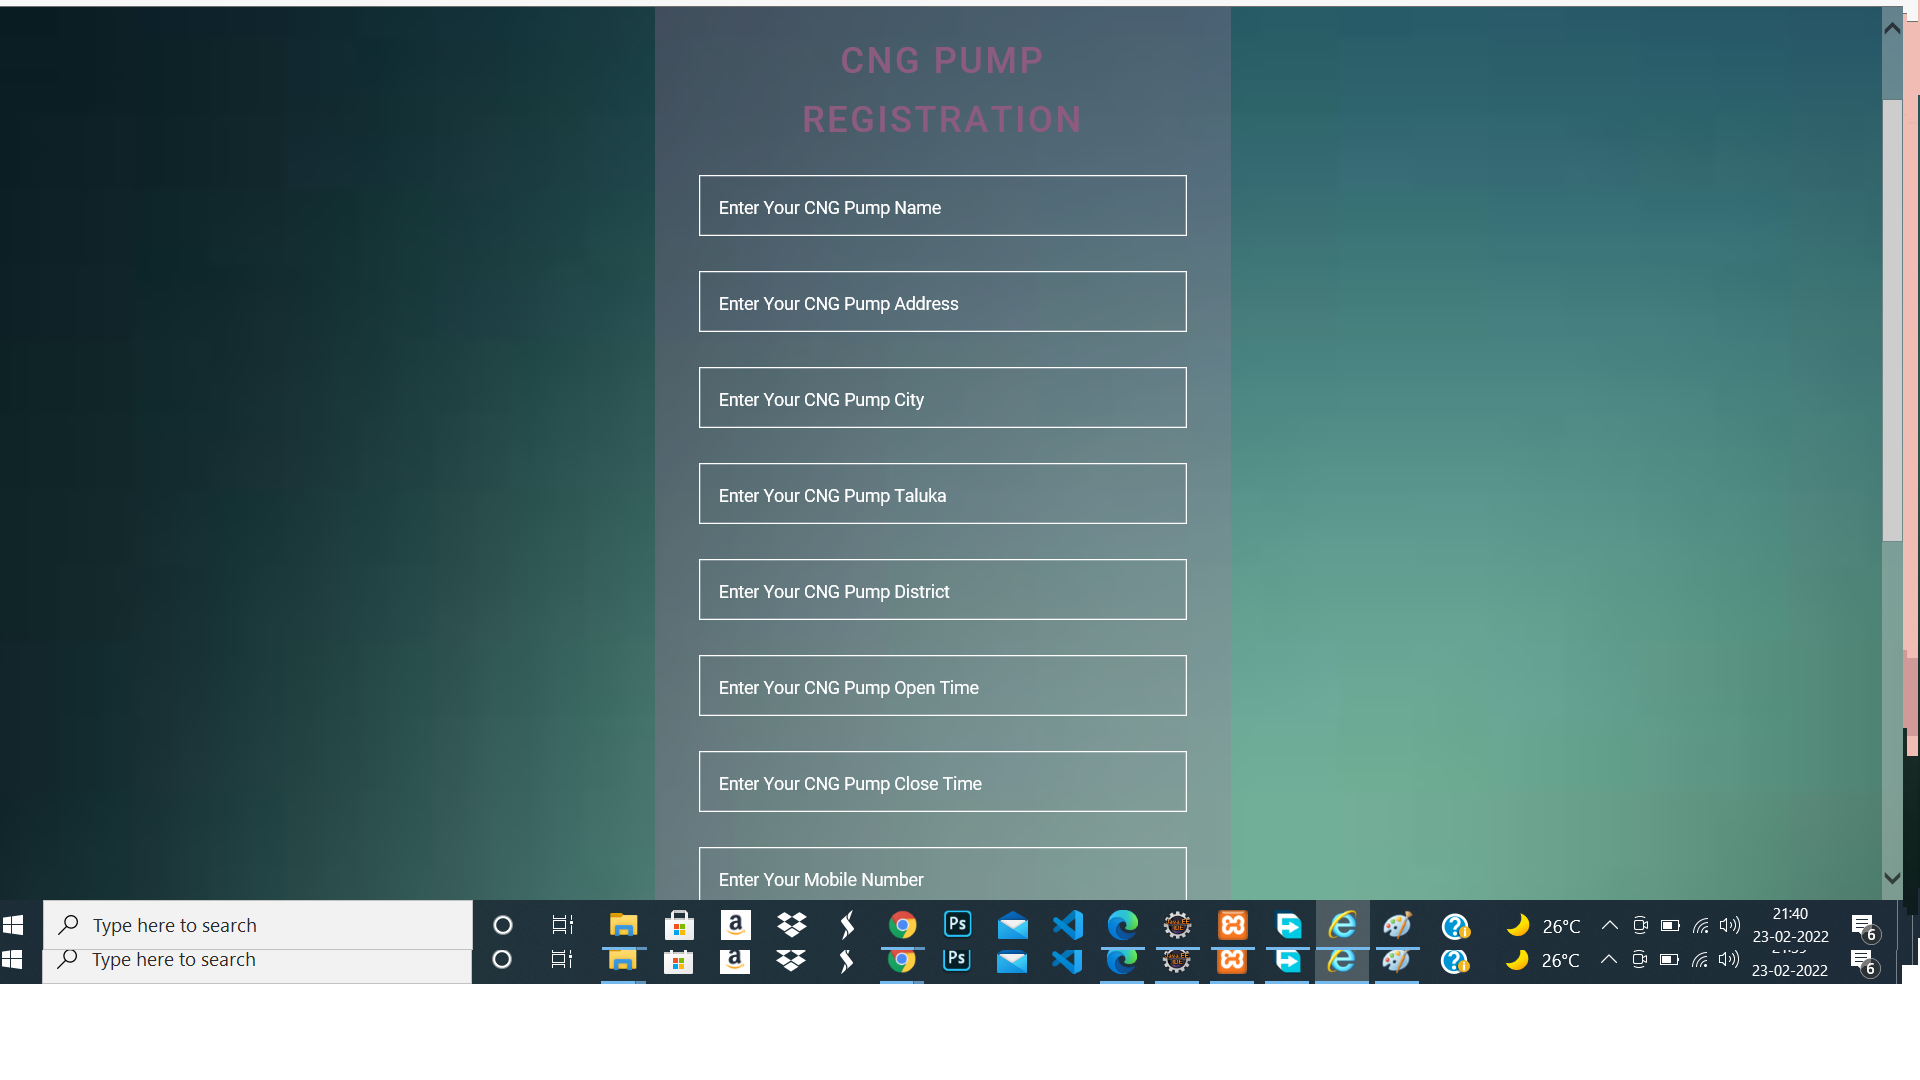 CNG PUMP
REGISTRATION
Enter Your CNG Pump Name
Enter Your CNG Pump Address
Enter Your CNG Pump City
Enter Your CNG Pump Taluka
Enter Your CNG Pump District
Enter Your CNG Pump Open Time
Enter Your CNG Pump Close Time
Enter Your Mobile Number
Type here to search
a
Ps
26°C
21:40
23-02-2022
6
Type here to search
a
Ps
26°C
23-02-2022
6